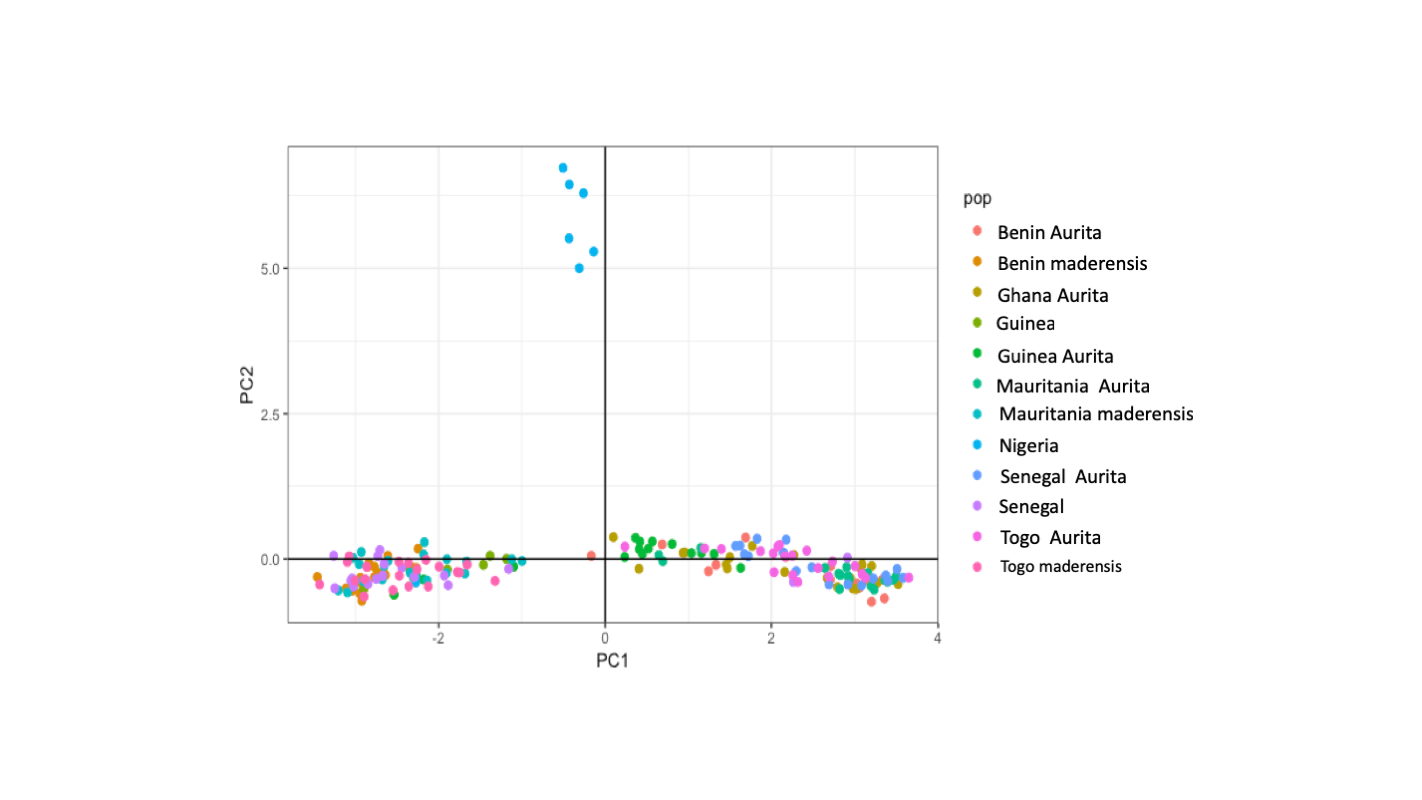 pop
Benin Aurita
Benin maderensis
Ghana Aurita
Guinea
Guinea Aurita
Mauritania Aurita
Mauritania maderensis
Nigeria
Senegal Aurita
Senegal
Togo Aurita
Togo maderensis
PC2
5.0
2.5
0.0
-2 0 2 4
PC1